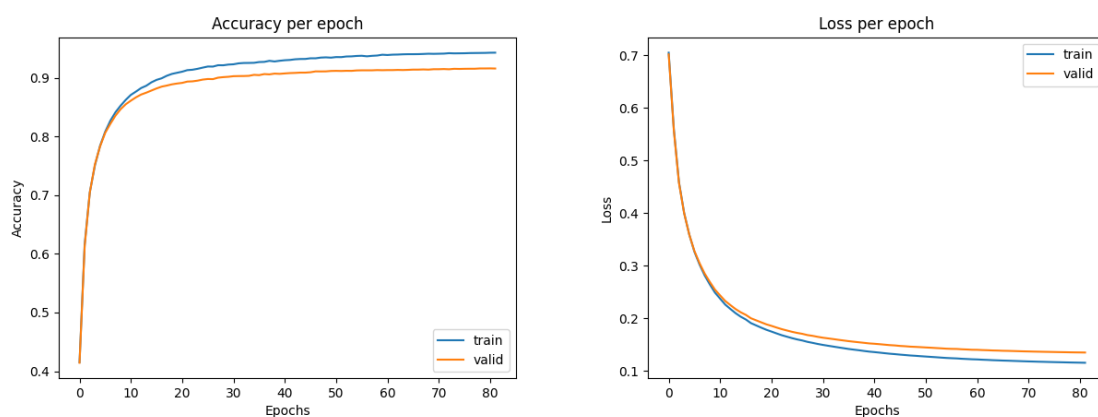 Accuracy per epoch
0.9
0.8
0.7
0.6
0.5
0.4
Accuracy
0 10 20 30 40 50 60 70 80
Epochs
train
valid
Loss per epoch
0.7
0.6
0.5
0.4
0.3
0.2
0.1
Loss
0 10 20 30 40 50 60 70 80
Epochs
train
valid